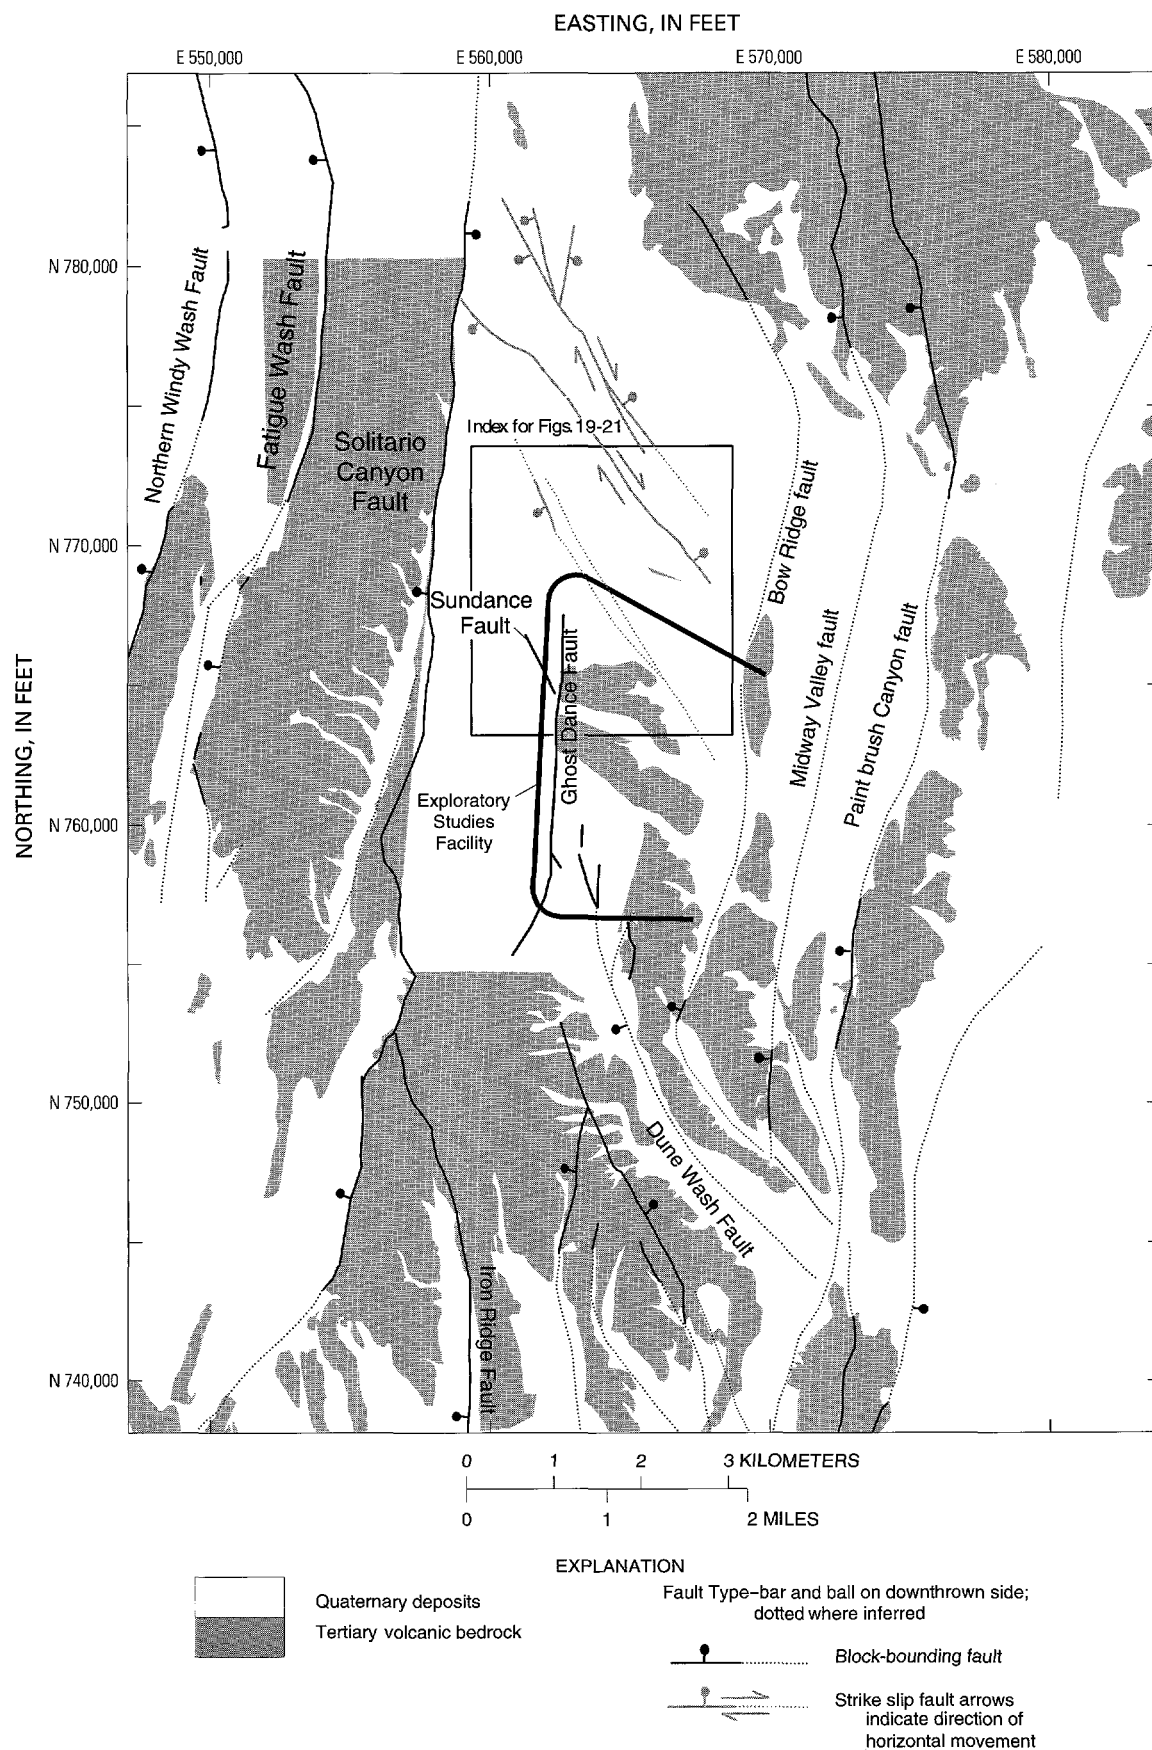 EASTING, IN FEET
E 550,000
E 560,000
E 570,000
E 580,000
NORTHING, IN FEET
N 780,000
N 770,000
N 760,000
N 750,000
N 740,000
Northern Windy Wash Fault
Fatigue Wash Fault
Solitario
Canyon
Fault
Index for Figs. 19-21
Bow Ridge fault
Sundance
Fault
Ghost Dance Fault
Midway Valley fault
Paint brush Canyon fault
Exploratory
Studies
Facility
Dune Wash Fault
Iron Ridge Fault
0 1 2 3 KILOMETERS
0 1 2 MILES
EXPLANATION
Quaternary deposits
Tertiary volcanic bedrock
Fault Type–bar and ball on downthrown side;
dotted where inferred
Block-bounding fault
Strike slip fault arrows
indicate direction of
horizontal movement